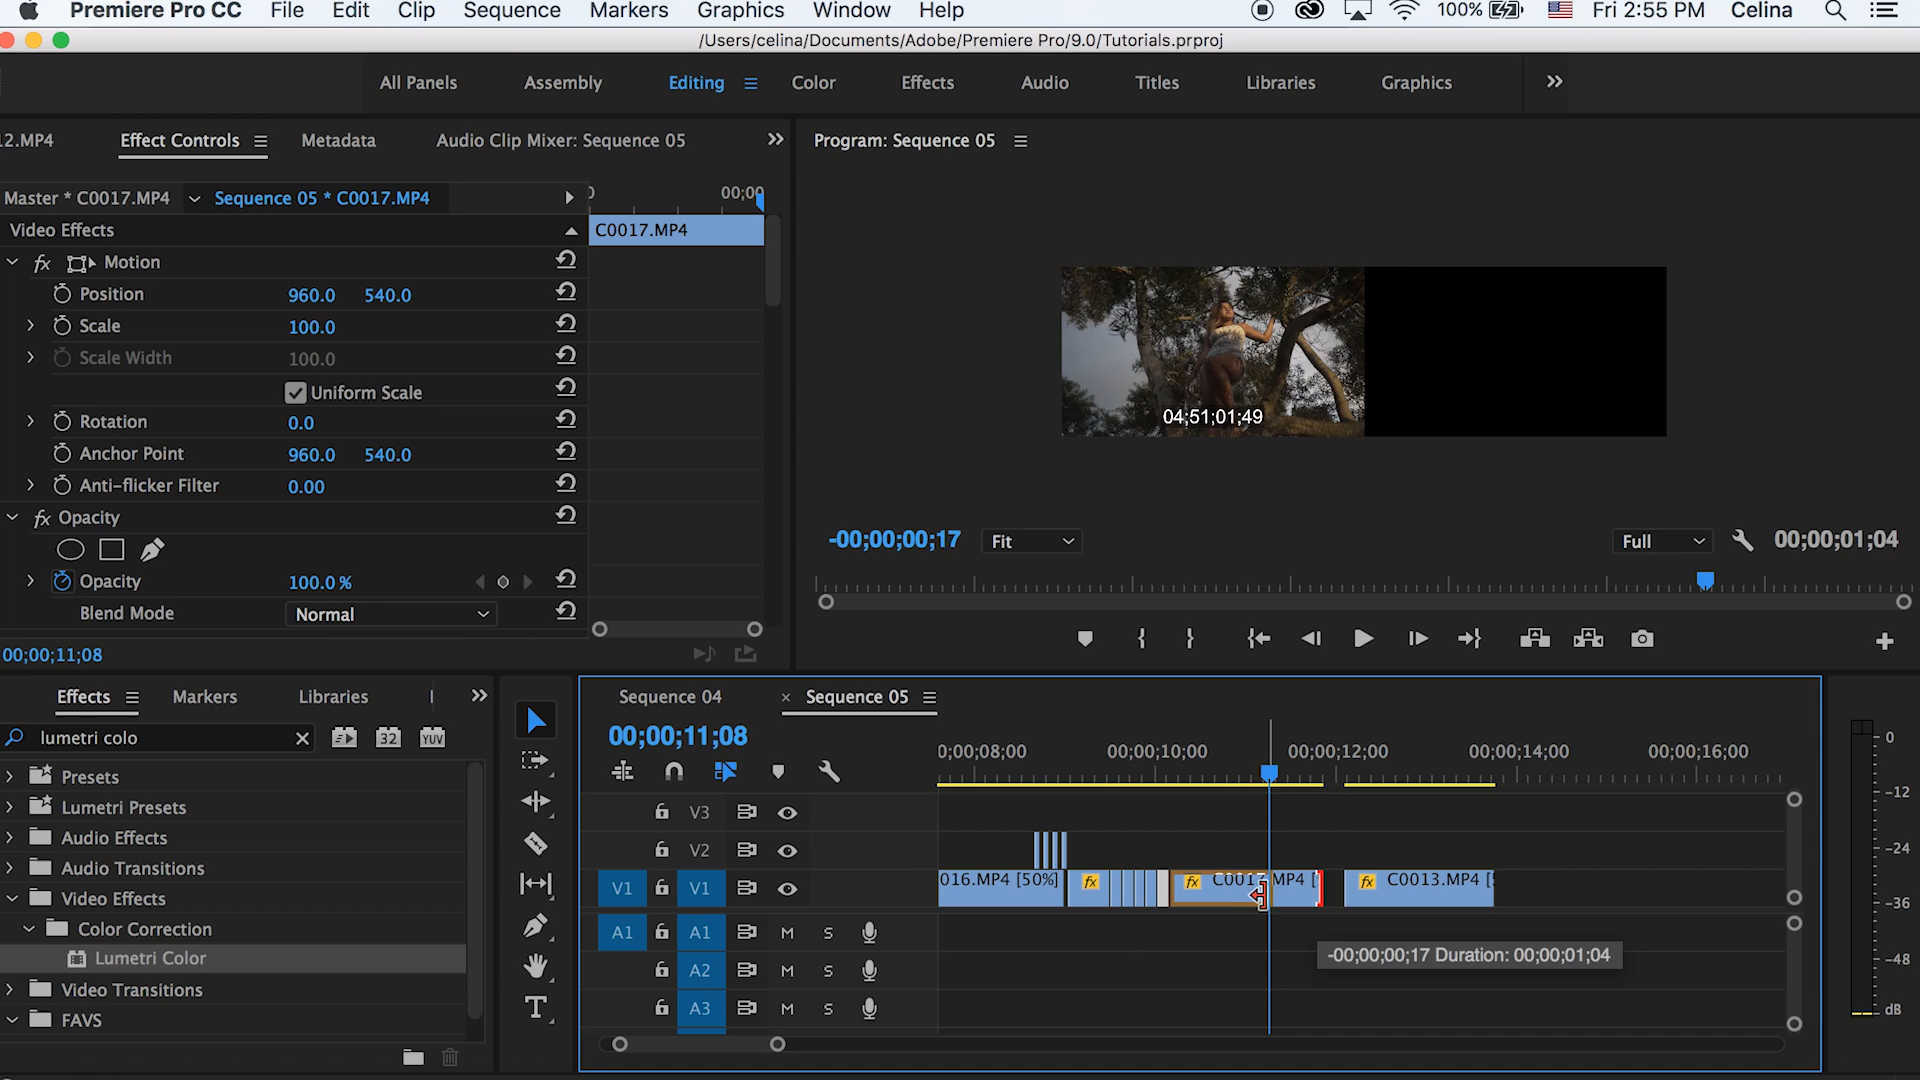 Premiere Pro CC File Edit Clip Sequence Markers Graphics Window Help 100% Fri 2:55 PM Celina
/Users/celina/Documents/Adobe/Premiere Pro/9.0/Tutorials.prproj
All Panels Assembly Editing Color Effects Audio Titles Libraries Graphics
12.MP4 Effect Controls Metadata Audio Clip Mixer: Sequence 05
Program: Sequence 05
Master * C0017.MP4 Sequence 05 * C0017.MP4
00;00
Video Effects
C0017.MP4
fx Motion
Position 960.0 540.0
Scale 100.0
Scale Width 100.0
Uniform Scale
Rotation 0.0
Anchor Point 960.0 540.0
Anti-flicker Filter 0.00
fx Opacity
Opacity 100.0 %
Blend Mode Normal
00;00;11;08
04;51;01;49
-00;00;00;17 Fit Full 00;00;01;04
Effects Markers Libraries
lumetri colo
32 YUV
Presets
Lumetri Presets
Audio Effects
Audio Transitions
Video Effects
Color Correction
Lumetri Color
Video Transitions
FAVS
T
Sequence 04 × Sequence 05
00;00;11;08
0;00;08;00 00;00;10;00 00;00;12;00 00;00;14;00 00;00;16;00
V3
V2
V1 V1
016.MP4 [50%] fx fx C0017.MP4 [ fx C0013.MP4 [
A1 A1 M S
A2 M S
A3 M S
-00;00;00;17 Duration: 00;00;01;04
0
-12
-24
-36
-48
dB